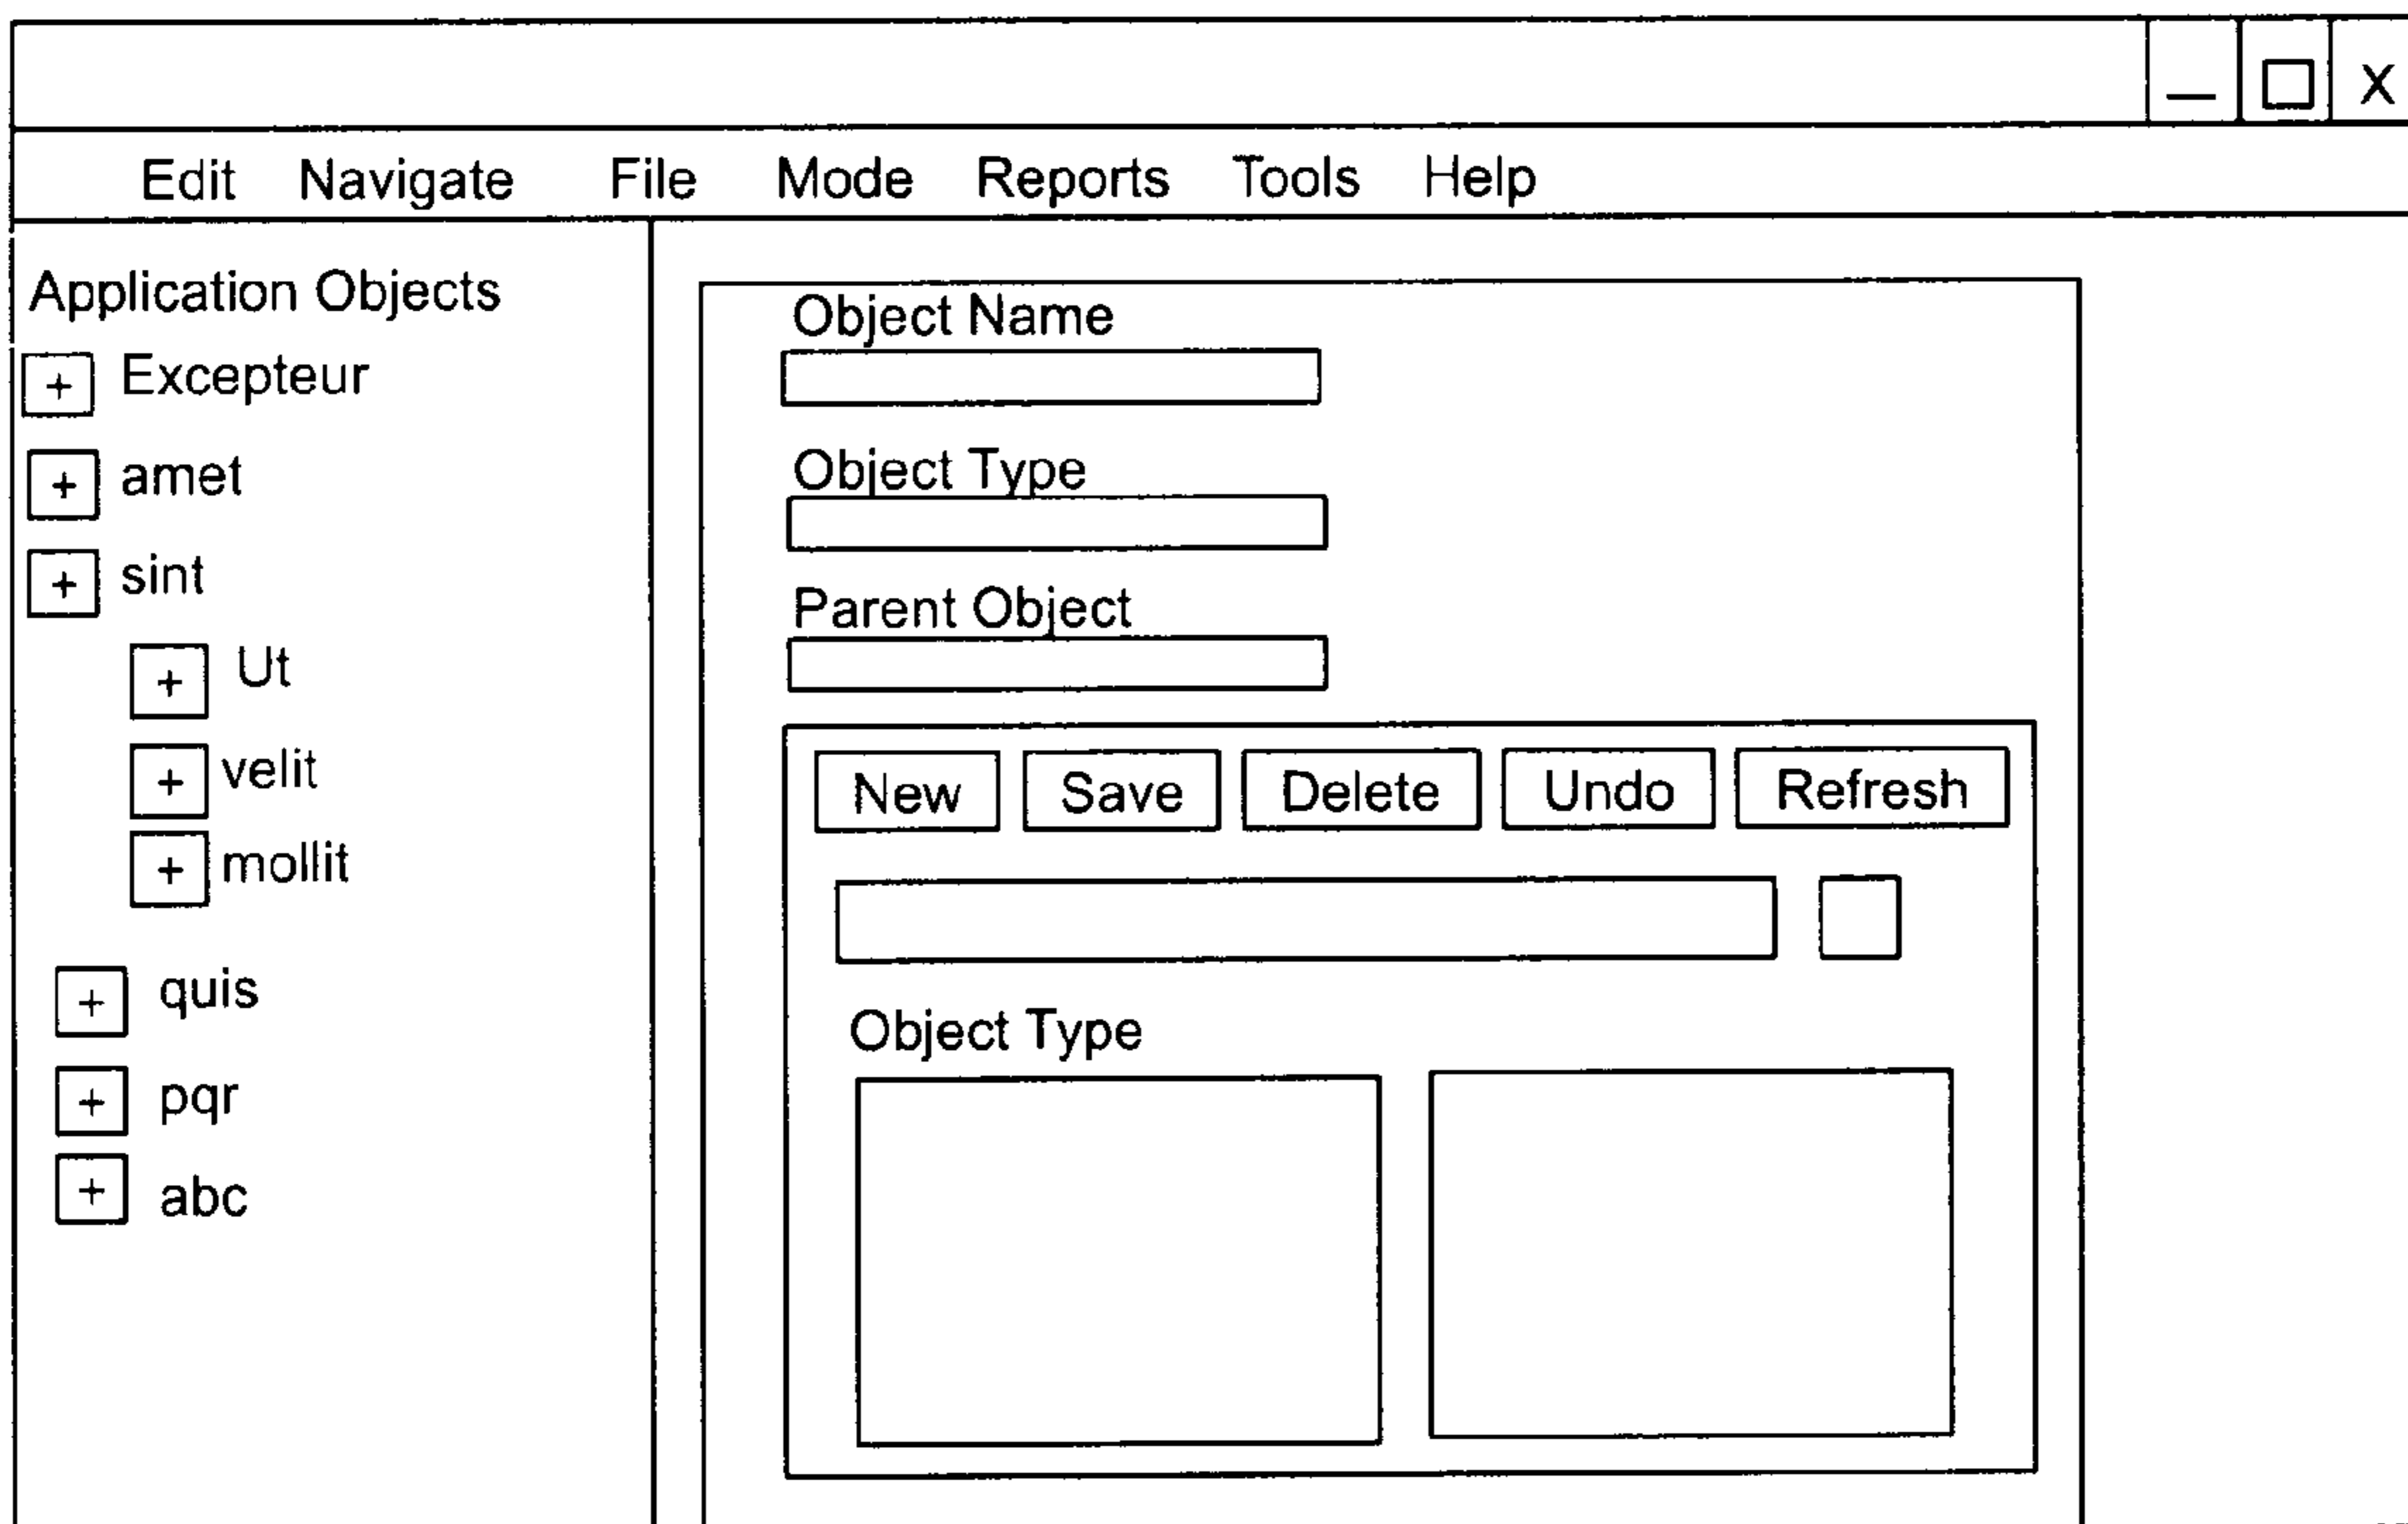 X
Edit Navigate File Mode Reports Tools Help
Application Objects
+ Excepteur
+ amet
+ sint
+ Ut
+ velit
+ mollit
+ quis
+ pqr
+ abc
Object Name
Object Type
Parent Object
New Save Delete Undo Refresh
Object Type